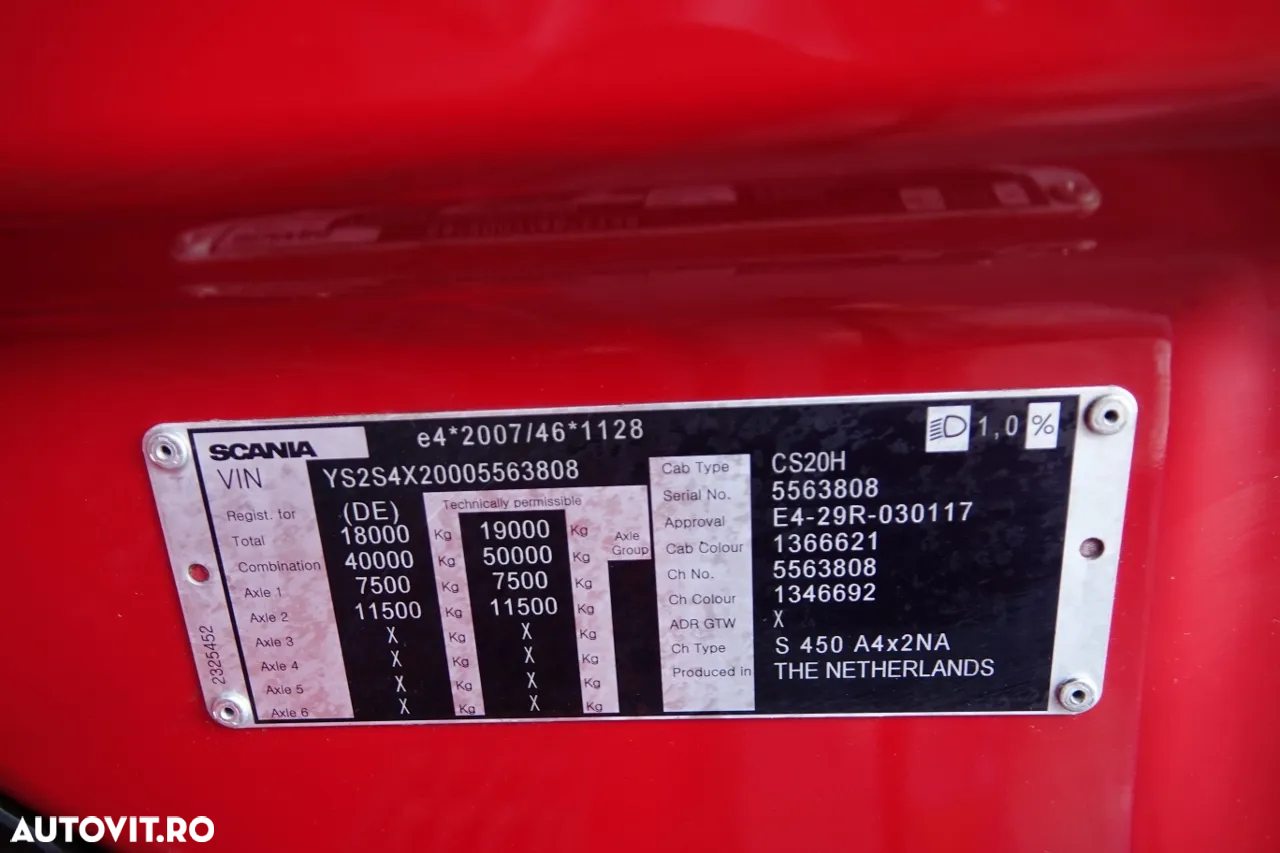 SCANIA e4*2007/46*1128 1,0 %
VIN YS2S4X20005563808
Regist. for (DE) Technically permissible
Total 18000 Kg 19000 Kg Axle Group
Combination 40000 Kg 50000 Kg
Axle 1 7500 Kg 7500 Kg
Axle 2 11500 Kg 11500 Kg
Axle 3 X Kg X Kg
Axle 4 X Kg X Kg
Axle 5 X Kg X Kg
Axle 6 X Kg X Kg
Cab Type CS20H
Serial No. 5563808
Approval E4-29R-030117
Cab Colour 1366621
Ch No. 5563808
Ch Colour 1346692
ADR GTW X
Ch Type S 450 A4x2NA
Produced in THE NETHERLANDS
2325452
AUTOVIT.RO